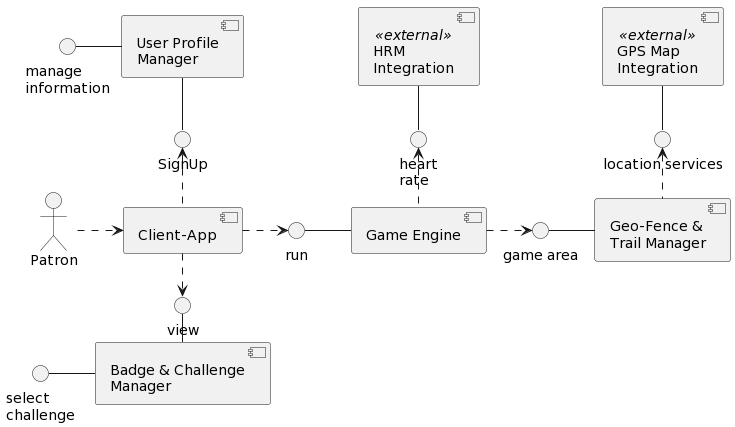 User Profile
Manager
manage
information
SignUp
«external»
HRM
Integration
heart
rate
«external»
GPS Map
Integration
location services
Patron
Client-App
run
Game Engine
game area
Geo-Fence &
Trail Manager
view
Badge & Challenge
Manager
select
challenge